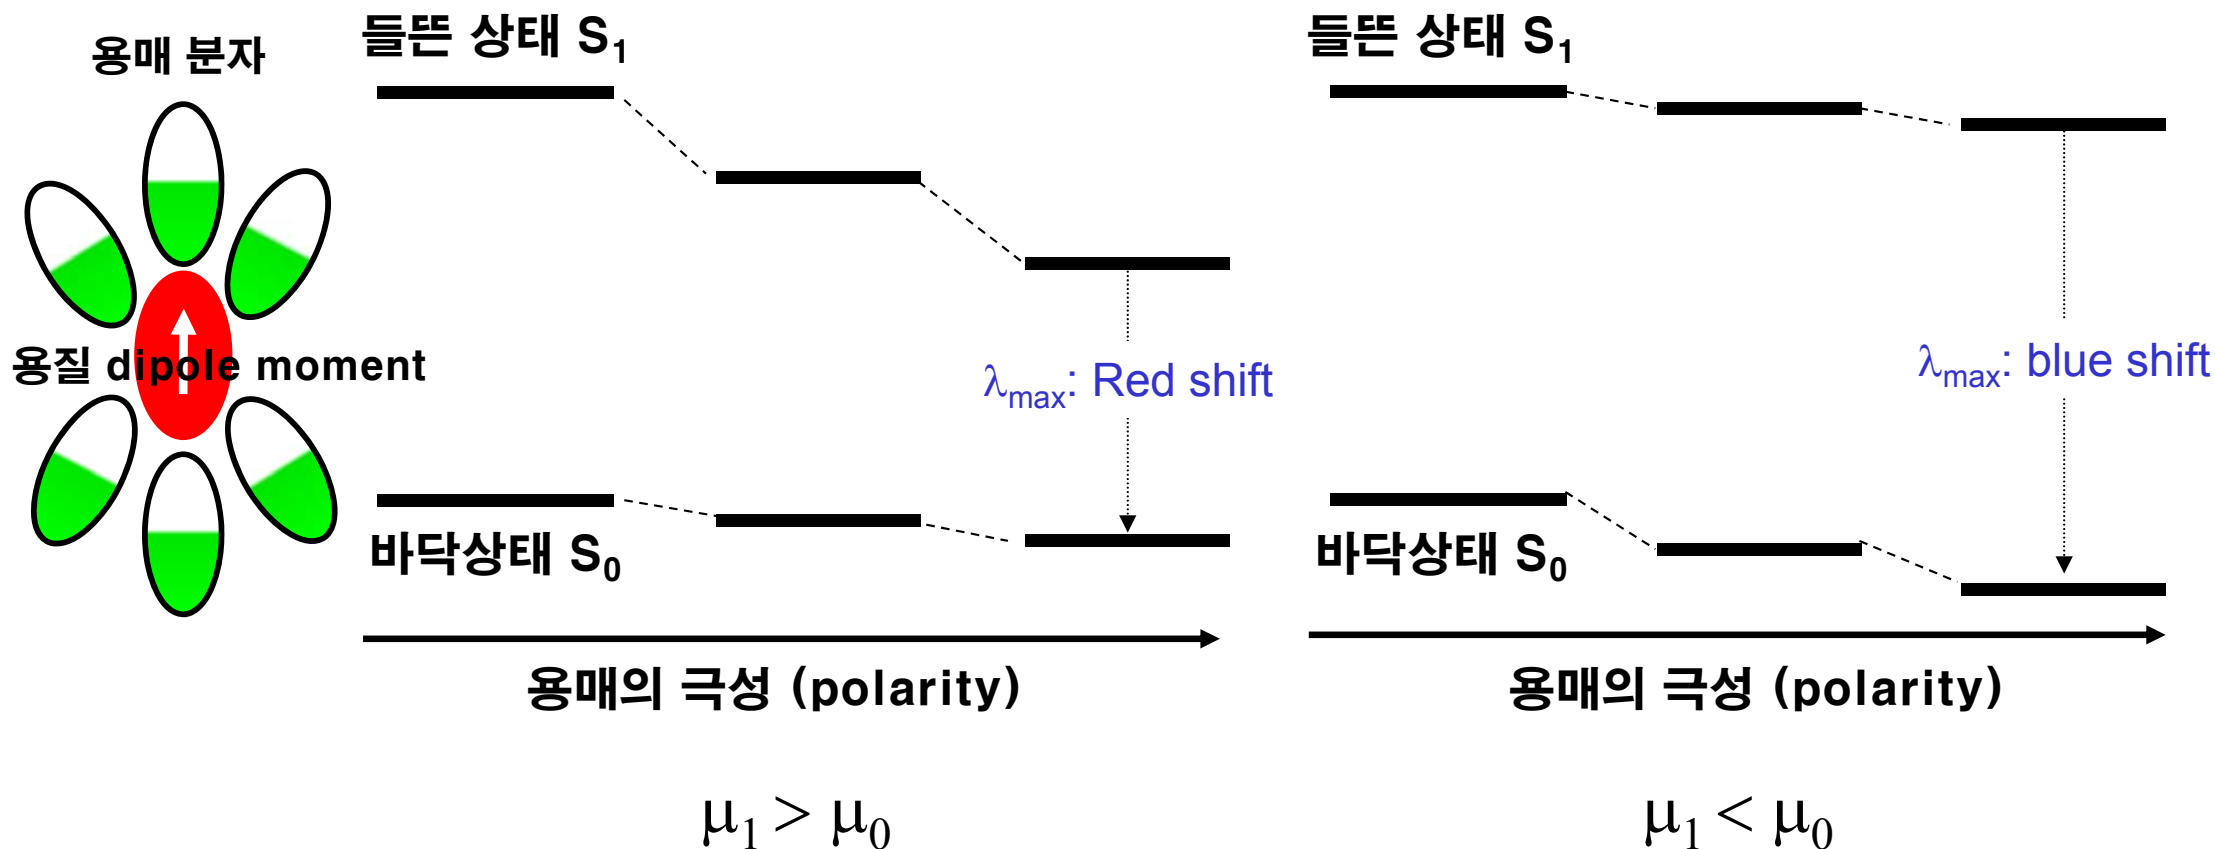 용매 분자
용질 dipole moment
들뜬 상태 S₁
λmax: Red shift
바닥상태 S₀
용매의 극성 (polarity)
μ₁ > μ₀
들뜬 상태 S₁
λmax: blue shift
바닥상태 S₀
용매의 극성 (polarity)
μ₁ < μ₀